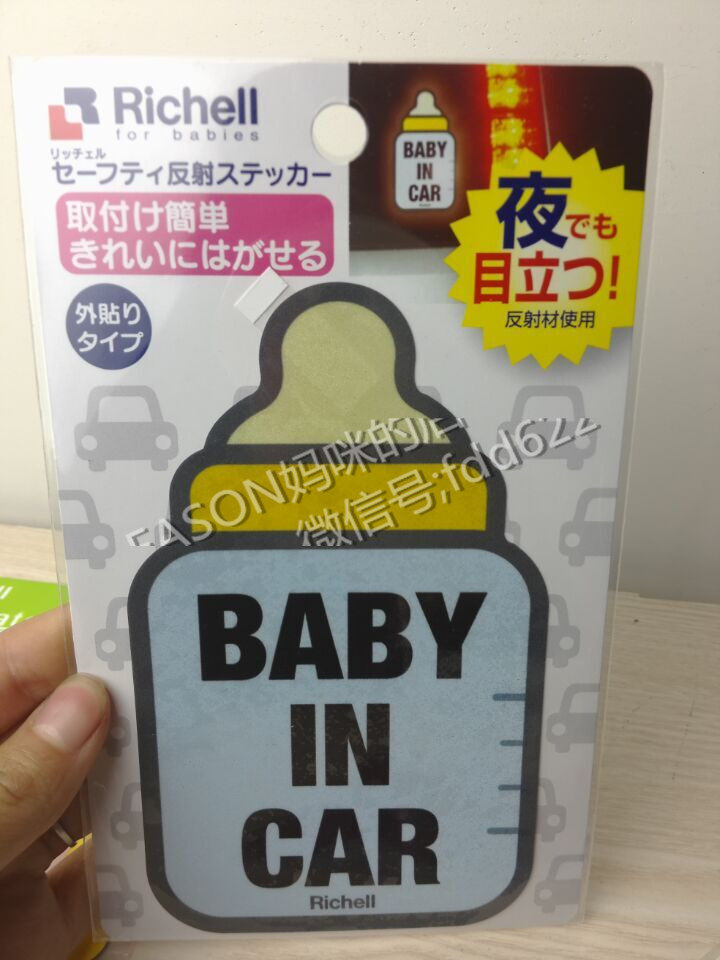 Richell
for babies
リッチェル
セーフティ反射ステッカー
取付け簡単
きれいにはがせる
外貼り
タイプ
BABY
IN
CAR
夜でも
目立つ!
反射材使用
EASON妈咪的店
微信号;fdd622
BABY
IN
CAR
Richell